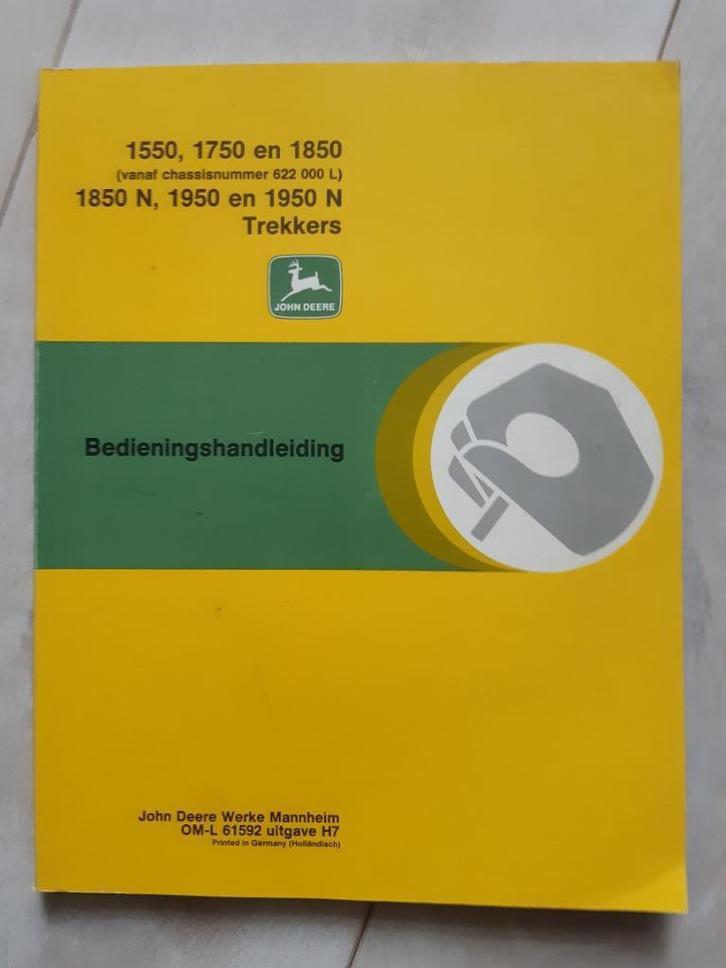 1550, 1750 en 1850
(vanaf chassisnummer 622 000 L)
1850 N, 1950 en 1950 N
Trekkers
JOHN DEERE
Bedieningshandleiding
John Deere Werke Mannheim
OM-L 61592 uitgave H7
Printed in Germany (Holländisch)